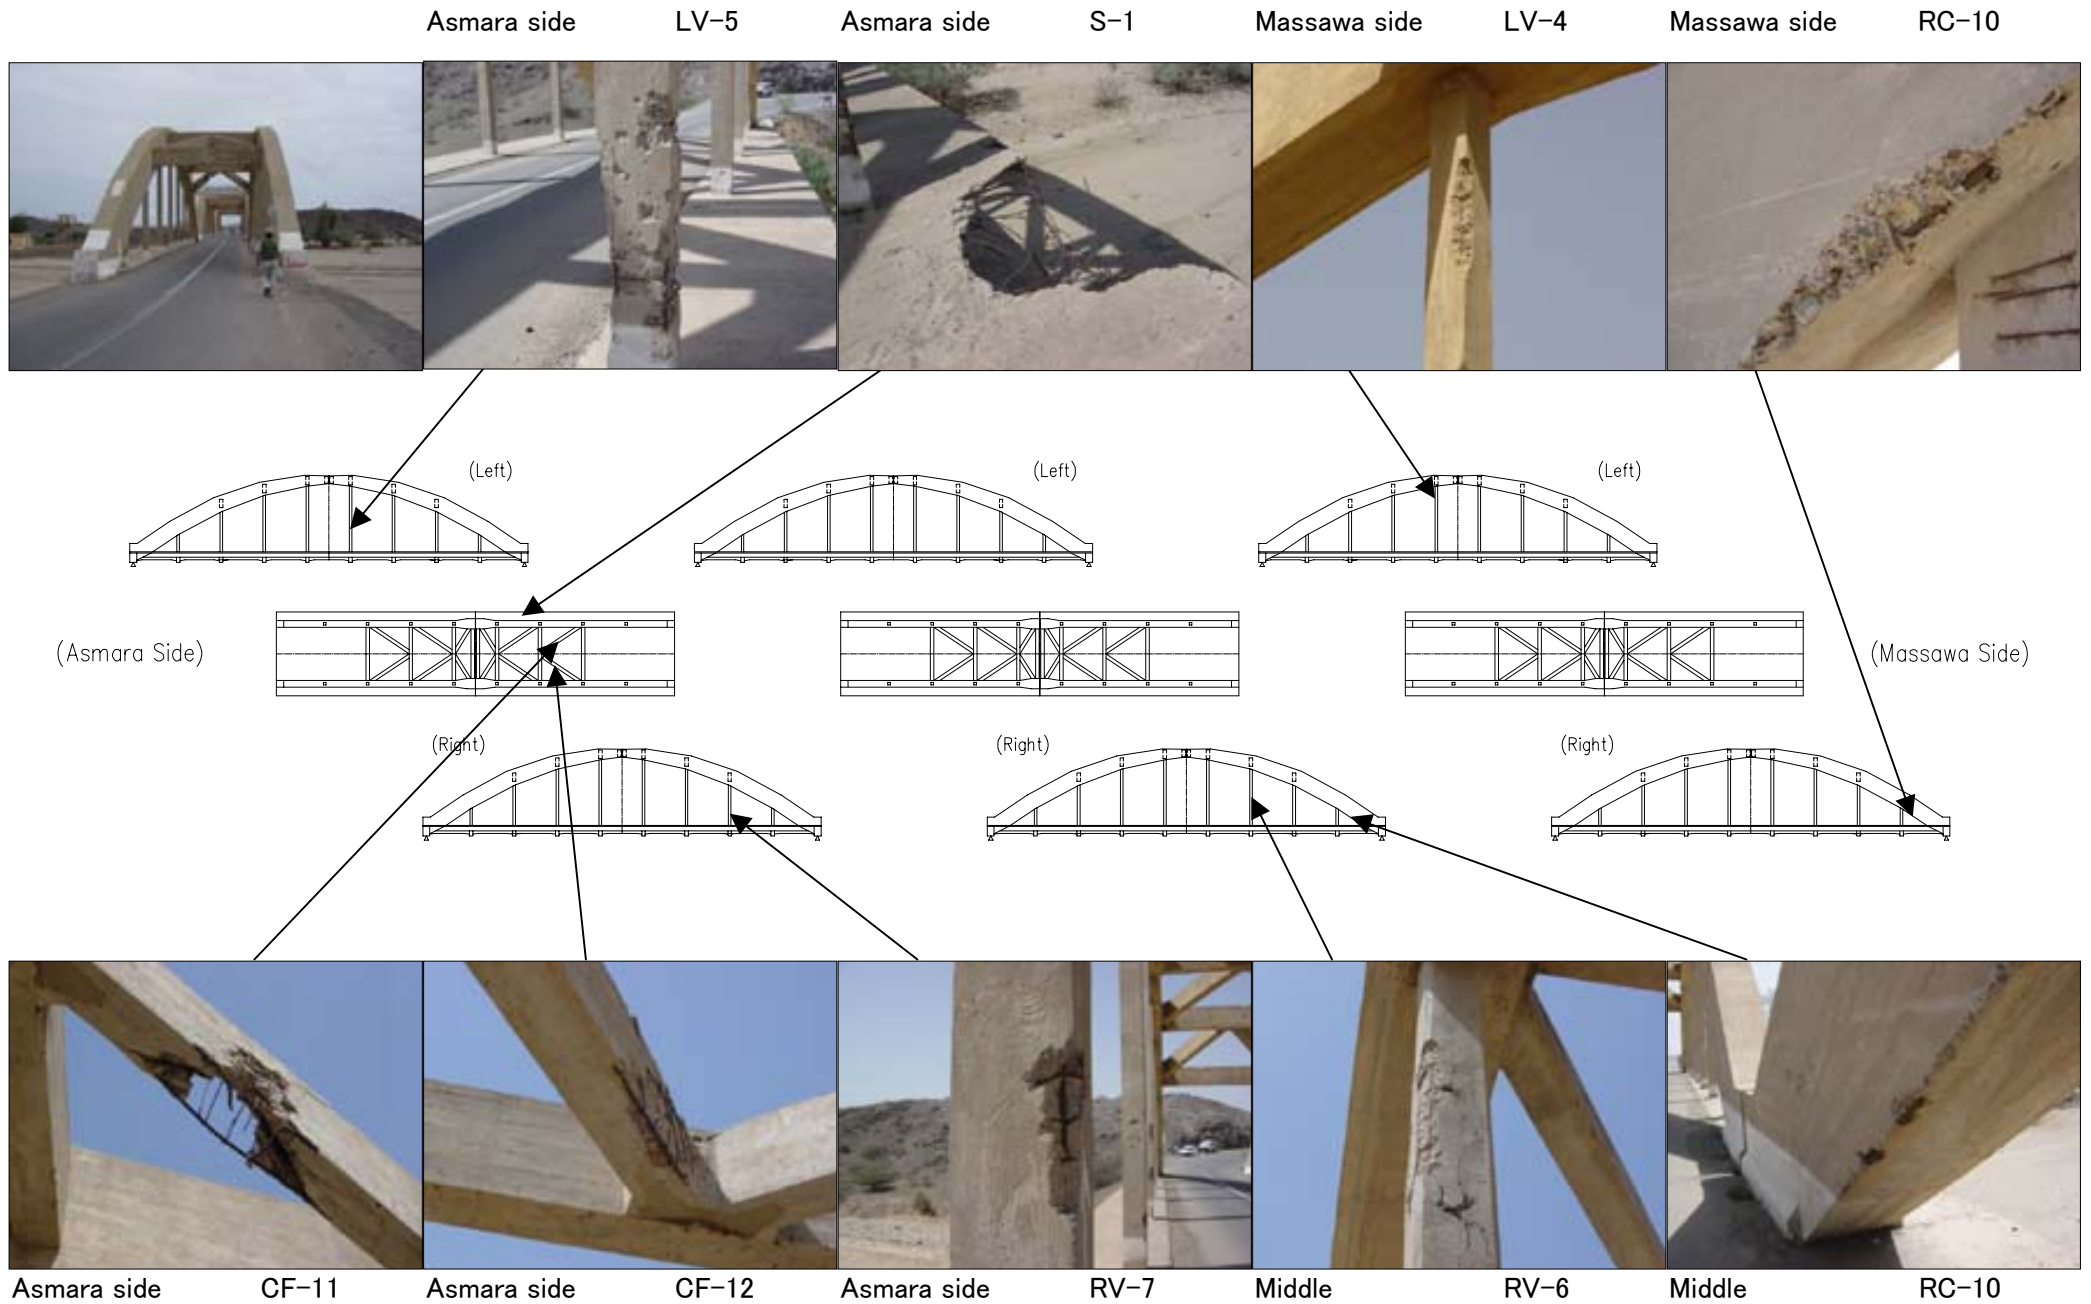 Asmara side LV-5 Asmara side S-1 Massawa side LV-4 Massawa side RC-10
(Left) (Left) (Left)
(Asmara Side) (Massawa Side)
(Right) (Right) (Right)
Asmara side CF-11 Asmara side CF-12 Asmara side RV-7 Middle RV-6 Middle RC-10